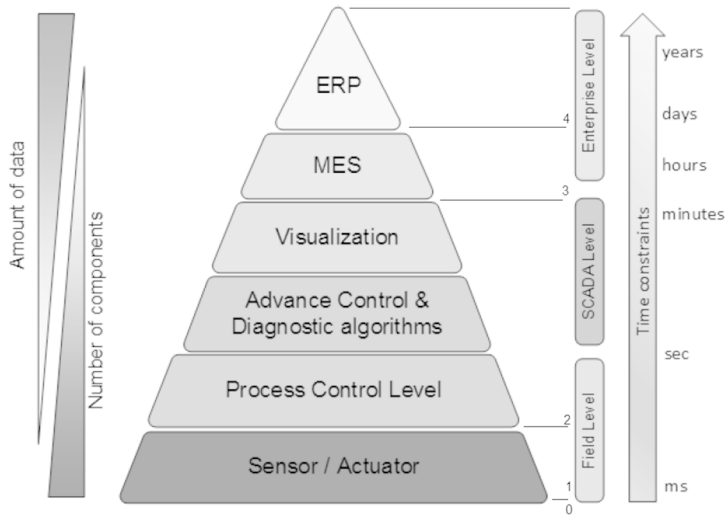 Amount of data
Number of components
ERP
MES
Visualization
Advance Control &
Diagnostic algorithms
Process Control Level
Sensor / Actuator
4
3
2
1
0
Enterprise Level
SCADA Level
Field Level
Time constraints
years
days
hours
minutes
sec
ms